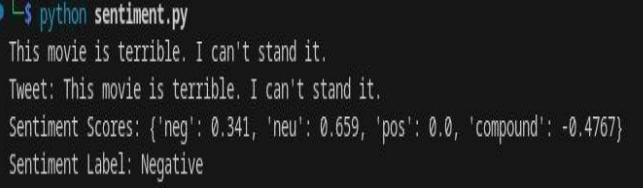 └─$ python sentiment.py
This movie is terrible. I can't stand it.
Tweet: This movie is terrible. I can't stand it.
Sentiment Scores: {'neg': 0.341, 'neu': 0.659, 'pos': 0.0, 'compound': -0.4767}
Sentiment Label: Negative